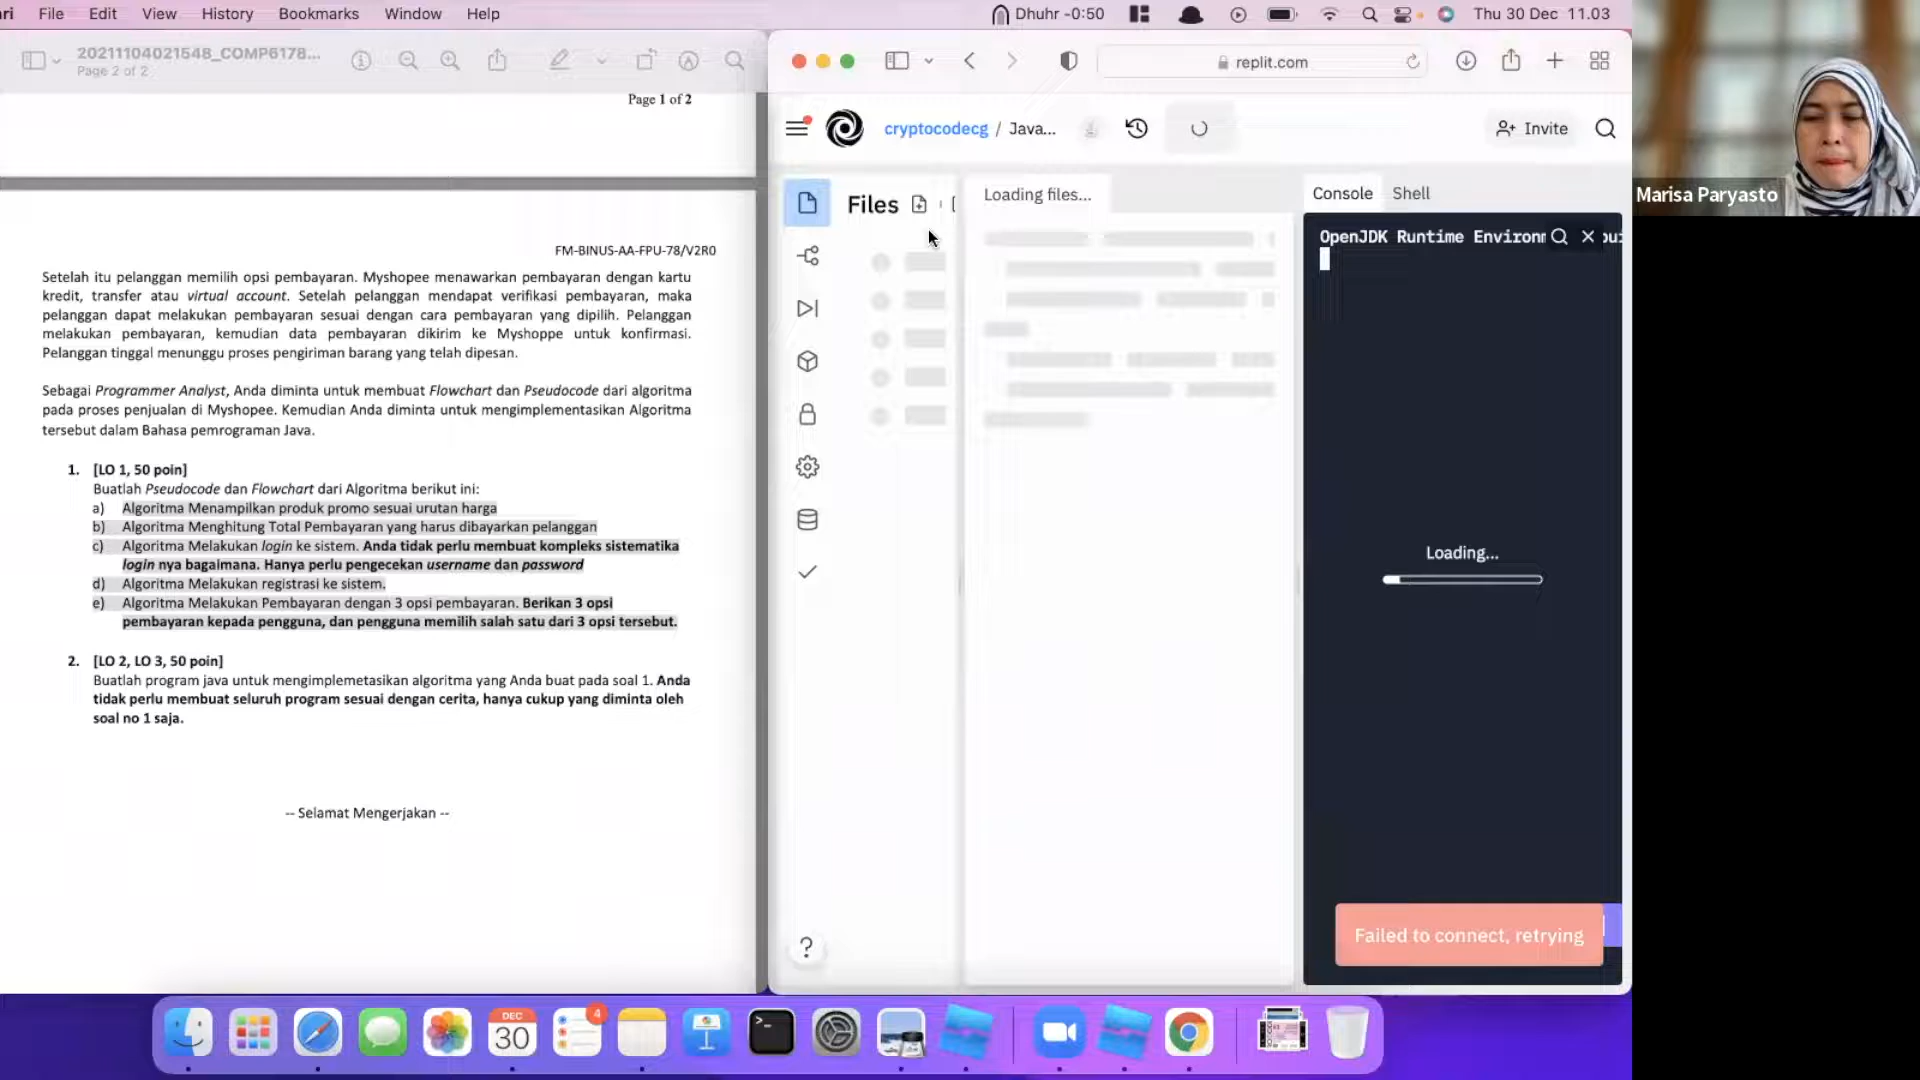 ri File Edit View History Bookmarks Window Help Dhuhr -0:50 Thu 30 Dec 11.03
20211104021548_COMP6178...
Page 2 of 2
Page 1 of 2
FM-BINUS-AA-FPU-78/V2R0
Setelah itu pelanggan memilih opsi pembayaran. Myshopee menawarkan pembayaran dengan kartu
kredit, transfer atau virtual account. Setelah pelanggan mendapat verifikasi pembayaran, maka
pelanggan dapat melakukan pembayaran sesuai dengan cara pembayaran yang dipilih. Pelanggan
melakukan pembayaran, kemudian data pembayaran dikirim ke Myshoppe untuk konfirmasi.
Pelanggan tinggal menunggu proses pengiriman barang yang telah dipesan.
Sebagai Programmer Analyst, Anda diminta untuk membuat Flowchart dan Pseudocode dari algoritma
pada proses penjualan di Myshopee. Kemudian Anda diminta untuk mengimplementasikan Algoritma
tersebut dalam Bahasa pemrograman Java.
1. [LO 1, 50 poin]
Buatlah Pseudocode dan Flowchart dari Algoritma berikut ini:
a) Algoritma Menampilkan produk promo sesuai urutan harga
b) Algoritma Menghitung Total Pembayaran yang harus dibayarkan pelanggan
c) Algoritma Melakukan login ke sistem. Anda tidak perlu membuat kompleks sistematika
login nya bagaimana. Hanya perlu pengecekan username dan password
d) Algoritma Melakukan registrasi ke sistem.
e) Algoritma Melakukan Pembayaran dengan 3 opsi pembayaran. Berikan 3 opsi
pembayaran kepada pengguna, dan pengguna memilih salah satu dari 3 opsi tersebut.
2. [LO 2, LO 3, 50 poin]
Buatlah program java untuk mengimplemetasikan algoritma yang Anda buat pada soal 1. Anda
tidak perlu membuat seluruh program sesuai dengan cerita, hanya cukup yang diminta oleh
soal no 1 saja.
-- Selamat Mengerjakan --
replit.com
cryptocodecg / Java... Invite
Files
Loading files...
Console Shell
OpenJDK Runtime Environm bui
Loading...
Failed to connect, retrying
?
Marisa Paryasto
DEC
30
4
>_